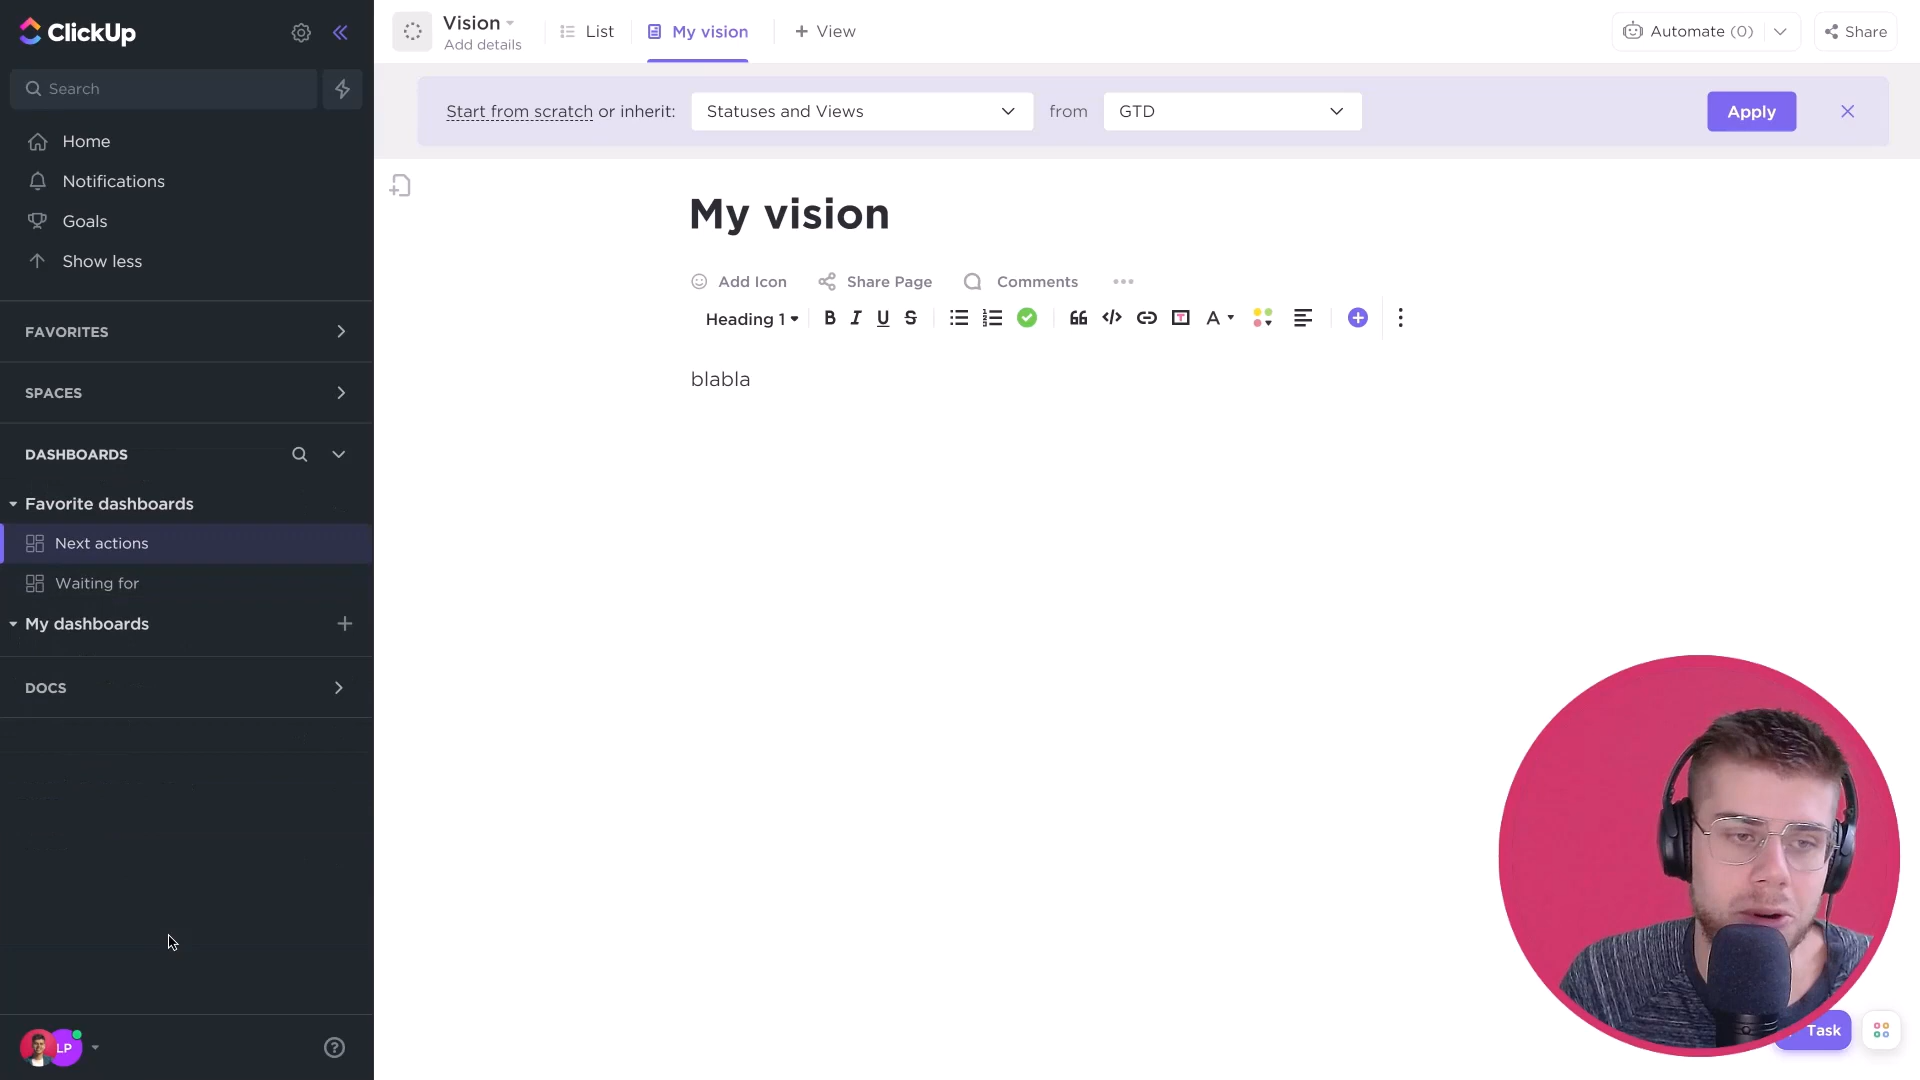 ClickUp
Search
Home
Notifications
Goals
Show less
FAVORITES
SPACES
DASHBOARDS
Favorite dashboards
Next actions
Waiting for
My dashboards
DOCS
LP
Vision
Add details
List
My vision
+ View
Automate (0)
Share
Start from scratch or inherit:
Statuses and Views
from
GTD
Apply
My vision
Add Icon
Share Page
Comments
Heading 1
B I U S
A
blabla
Task